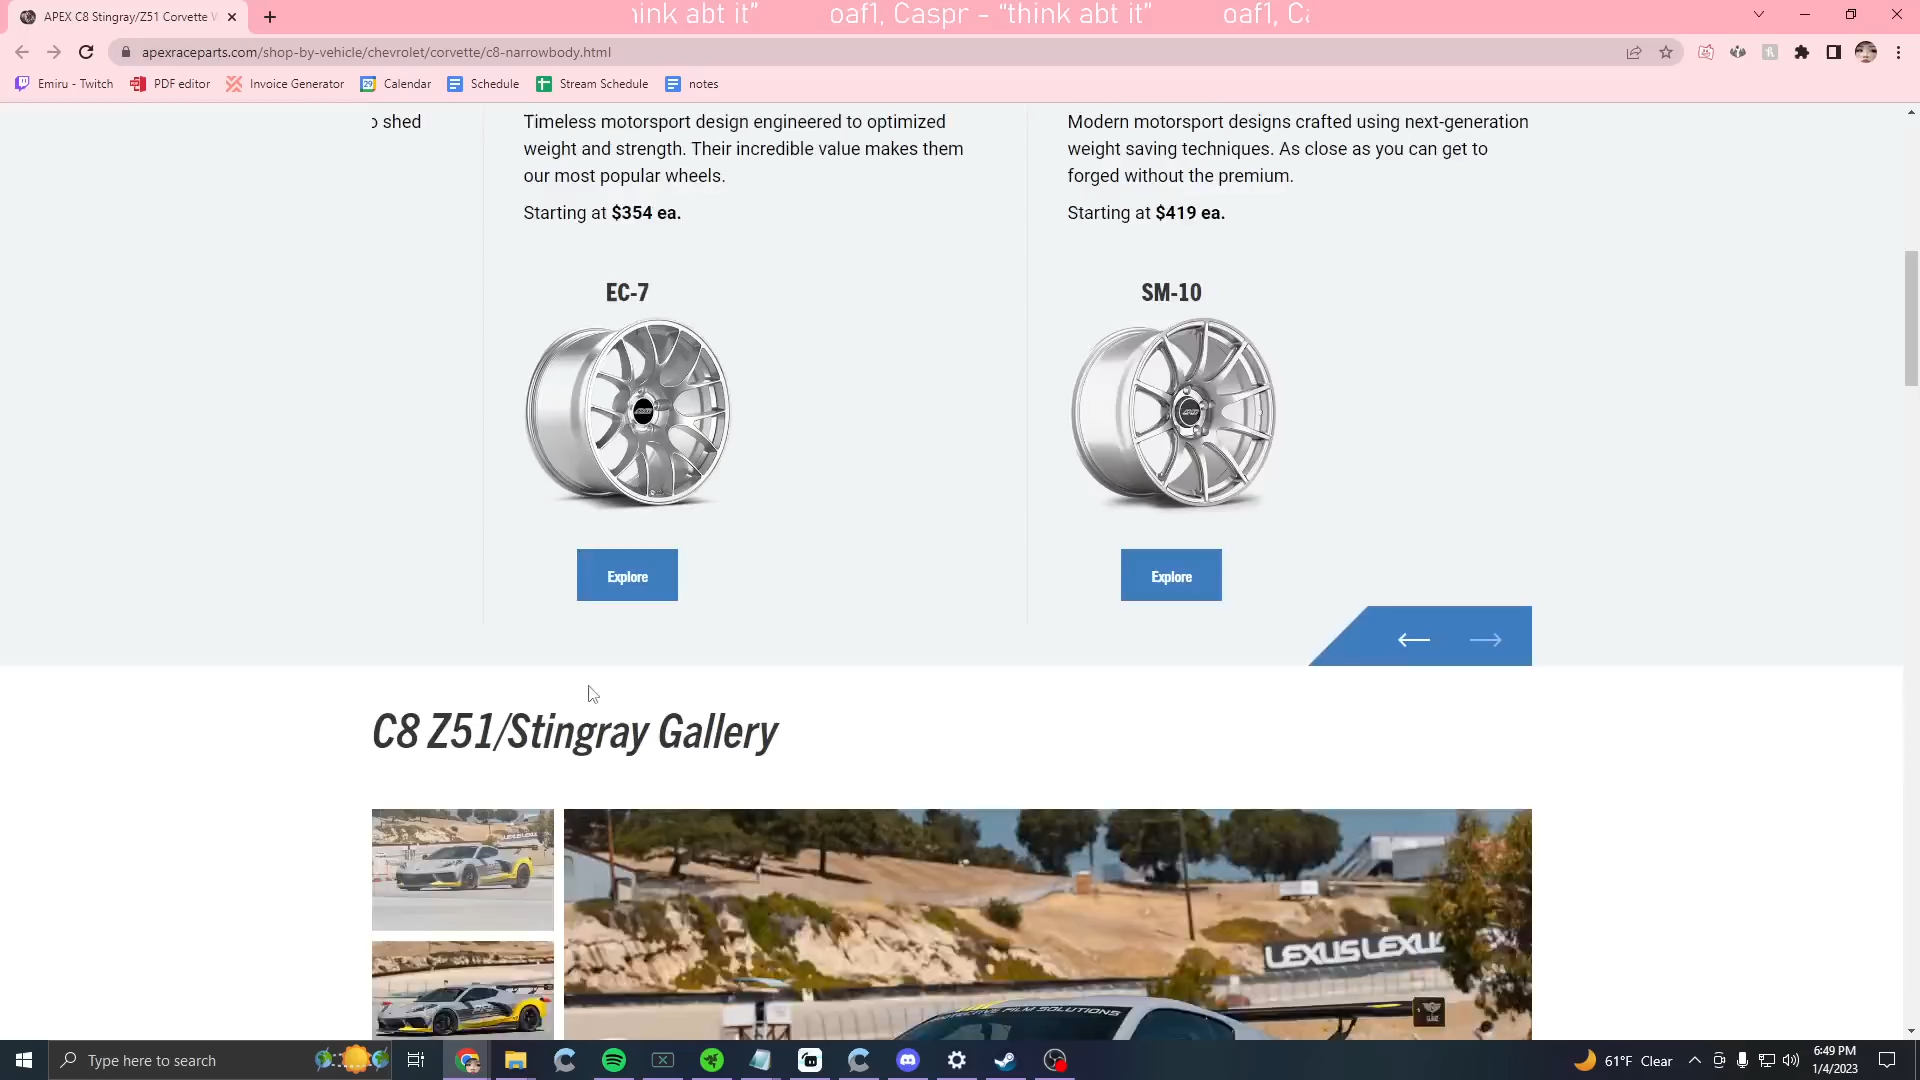 APEX C8 Stingray/Z51 Corvette W
hink abt it” oaf1, Caspr - “think abt it” oaf1, Ca
apexraceparts.com/shop-by-vehicle/chevrolet/corvette/c8-narrowbody.html
Emiru - Twitch PDF editor Invoice Generator 29 Calendar Schedule Stream Schedule notes
o shed
Timeless motorsport design engineered to optimized
weight and strength. Their incredible value makes them
our most popular wheels.
Starting at $354 ea.
EC-7
Explore
Modern motorsport designs crafted using next-generation
weight saving techniques. As close as you can get to
forged without the premium.
Starting at $419 ea.
SM-10
Explore
C8 Z51/Stingray Gallery
LEXUS LEXU
PROTECTIVE FILM SOLUTIONS
Type here to search
61°F Clear
6:49 PM
1/4/2023